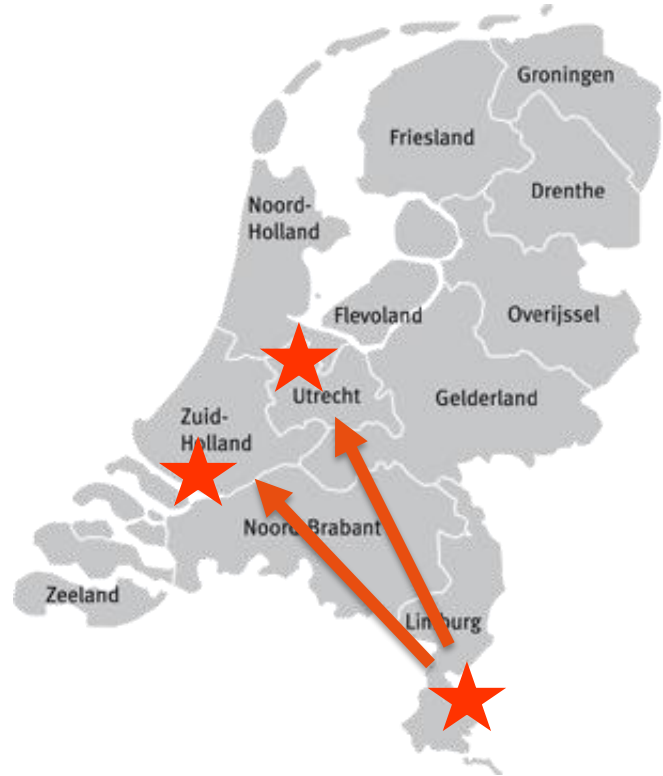 Groningen
Friesland
Drenthe
Noord-
Holland
Flevoland
Overijssel
Utrecht
Gelderland
Zuid-
Holland
Noord-Brabant
Zeeland
Limburg